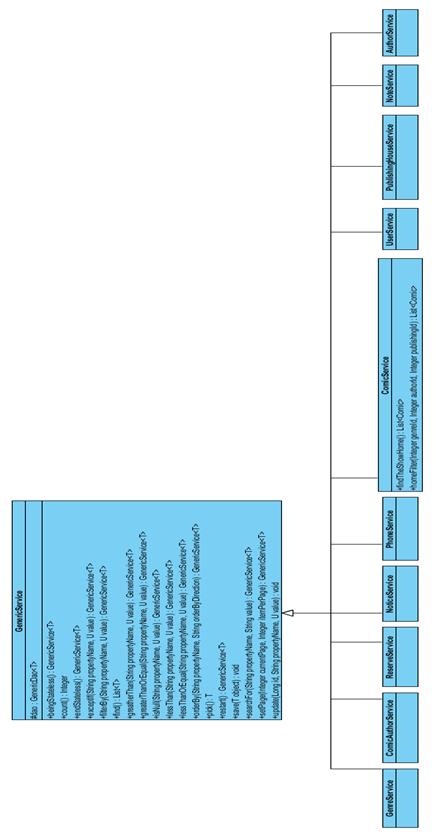 GenericService
#dao : GenericDao<T>
+beingStateless() : GenericService<T>
+count() : Integer
+endStateless() : GenericService<T>
+exceptIf(String propertyName, U value) : GenericService<T>
+filterBy(String propertyName, U value) : GenericService<T>
+find() : List<T>
+greatherThan(String propertyName, U value) : GenericService<T>
+greaterThanOrEqual(String propertyName, U value) : GenericService<T>
+isNull(String propertyName, U value) : GenericService<T>
+lessThan(String propertyName, U value) : GenericService<T>
+lessThanOrEqual(String propertyName, U value) : GenericService<T>
+orderBy(String propertyName, String orderByDirection) : GenericService<T>
+pick() : T
+restart() : GenericService<T>
+save(T object) : void
+searchFor(String propertyName, String value) : GenericService<T>
+setPage(Integer currentPage, Integer itemPerPage) : GenericService<T>
+update(Long id, String propertyName, U value) : void
GenreService
ComicAuthorService
ReserveService
NoticeService
PhoneService
ComicService
+findTheShowHome() : List<Comic>
+homeFilter(Integer genreId, Integer authorId, Integer publishingId) : List<Comic>
UserService
PublishingHouseService
NoteService
AuthorService